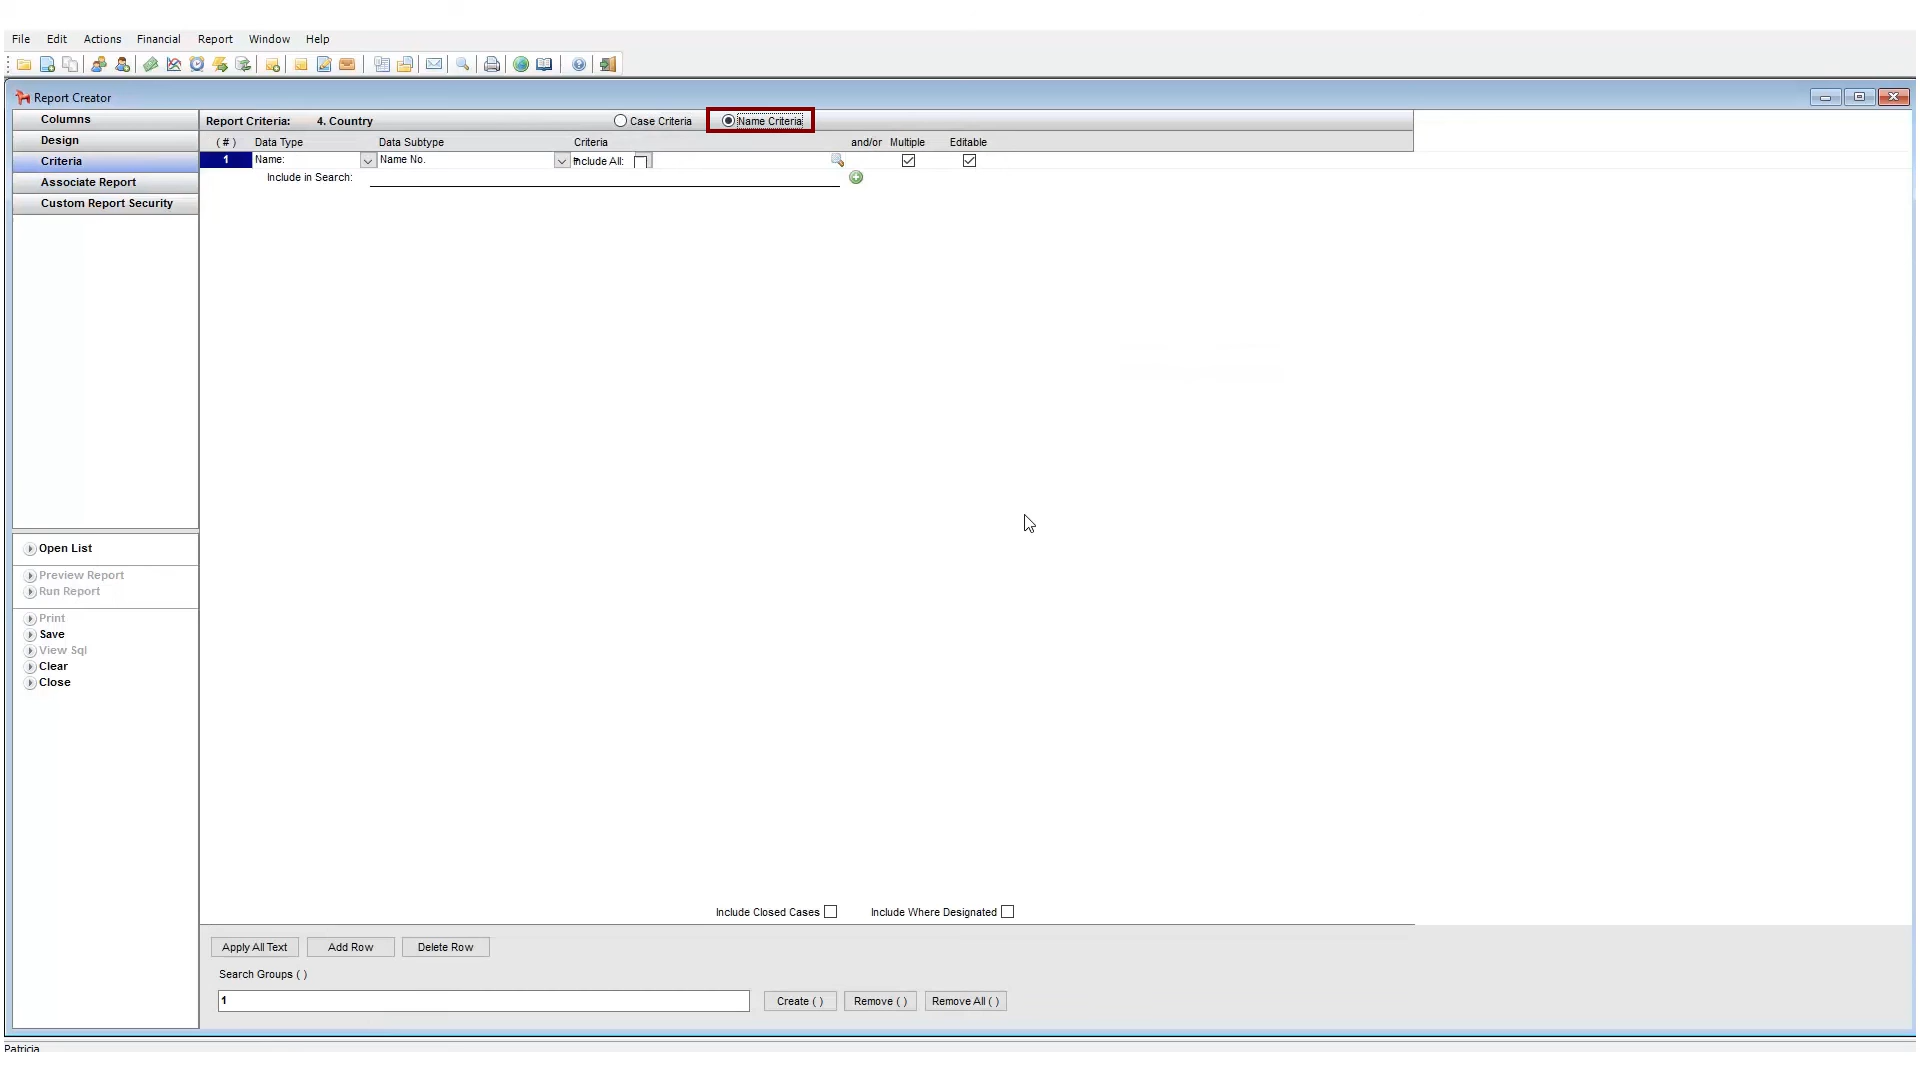 File Edit Actions Financial Report Window Help
Report Creator
Columns
Design
Criteria
Associate Report
Custom Report Security
Open List
Preview Report
Run Report
Print
Save
View Sql
Clear
Close
Report Criteria: 4. Country Case Criteria Name Criteria
( # ) Data Type Data Subtype Criteria and/or Multiple Editable
1 Name: Name No. Include All:
Include in Search:
Include Closed Cases Include Where Designated
Apply All Text Add Row Delete Row
Search Groups ( )
1 Create ( ) Remove ( ) Remove All ( )
Patricia